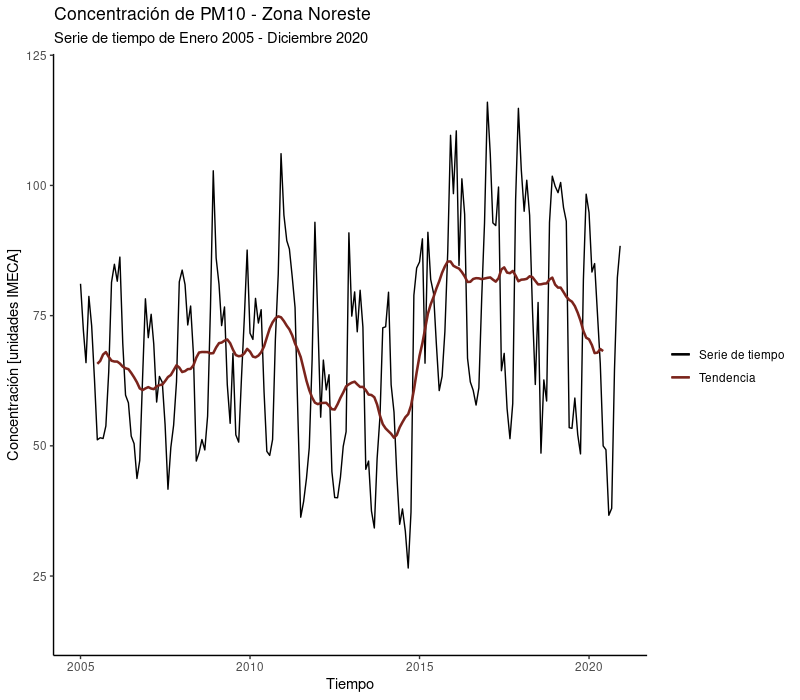 Concentración de PM10 - Zona Noreste
Serie de tiempo de Enero 2005 - Diciembre 2020
Concentración [unidades IMECA]
125
100
75
50
25
2005
2010
2015
2020
Tiempo
Serie de tiempo
Tendencia